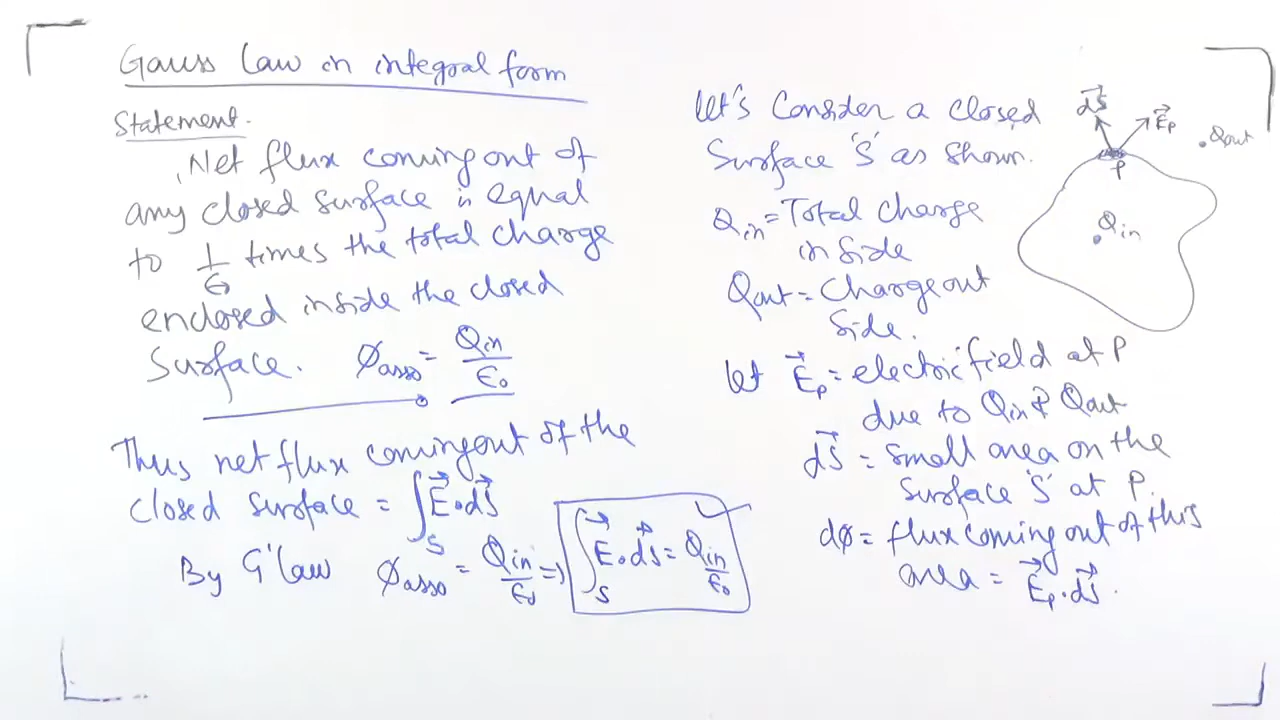 Gauss Law in integral form
Statement.
Net flux coming out of
any closed surface is equal
to 1/ϵ₀ times the total charge
enclosed inside the closed
Surface. ∅asso = Qin/ϵ₀
Thus net flux coming out of the
closed surface = ∫S E⃗.dS⃗
By G'law ∅asso = Qin/ϵ₀ ⇒ ∫S E⃗.dS⃗ = Qin/ϵ₀
Let's Consider a closed
Surface 'S' as shown.
Qin = Total charge
in side
Qout = Charge out
Side.
let E⃗p = electric field at P
due to Qin & Qout
dS⃗ = Small area on the
Surface 'S' at P.
d∅ = flux coming out of this
area = E⃗p.dS⃗.
dS⃗
E⃗p
Qout
P
Qin